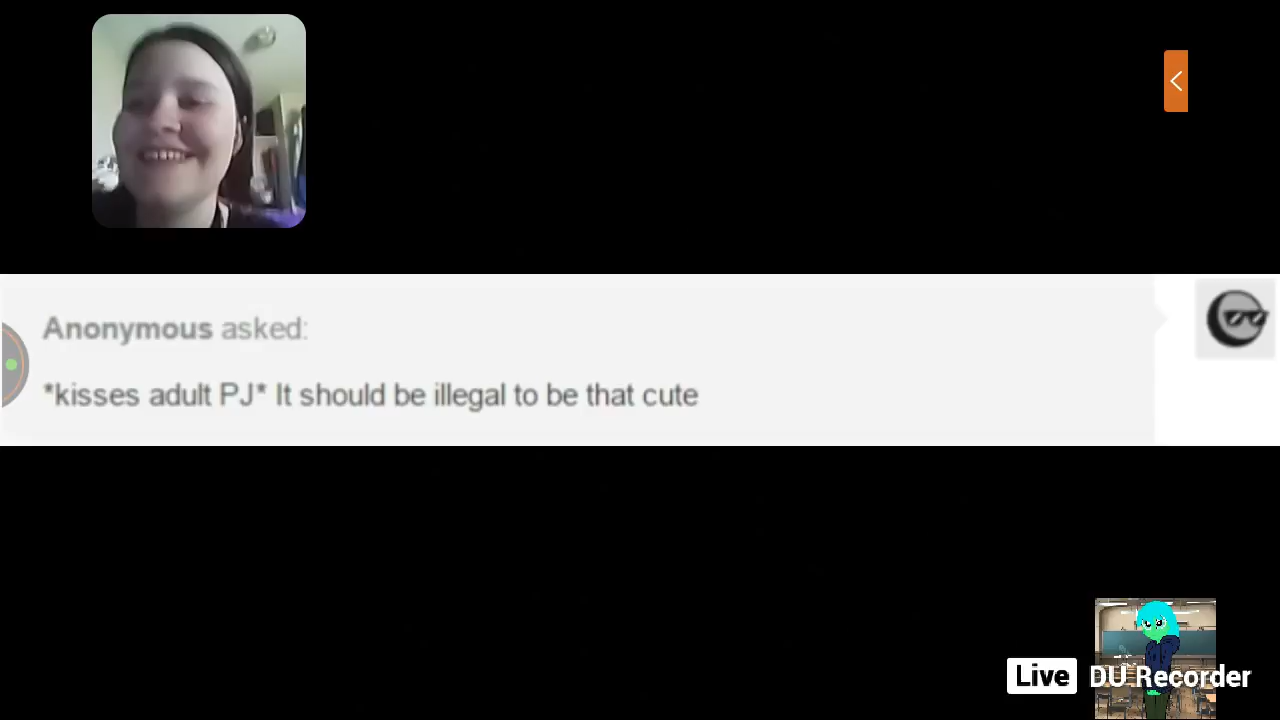 Anonymous asked:
*kisses adult PJ* It should be illegal to be that cute
Live DU Recorder